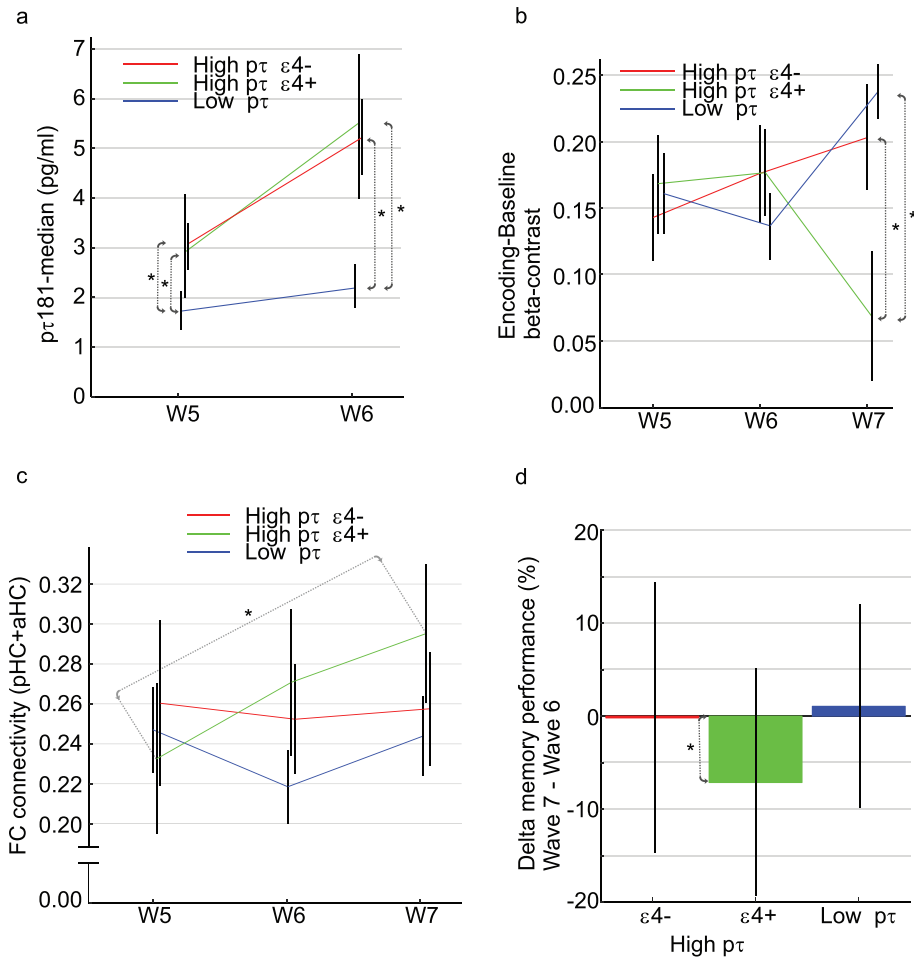 a
7
6
5
4
3
2
1
0
pτ181-median (pg/ml)
High pτ ε4-
High pτ ε4+
Low pτ
*
*
*
*
W5
W6
b
0.25
0.20
0.15
0.10
0.05
0.00
Encoding-Baseline
beta-contrast
High pτ ε4-
High pτ ε4+
Low pτ
*
*
W5
W6
W7
c
High pτ ε4-
High pτ ε4+
Low pτ
0.32
0.30
0.28
0.26
0.24
0.22
0.20
0.00
FC connectivity (pHC+aHC)
*
W5
W6
W7
d
20
10
0
-10
-20
Delta memory performance (%)
Wave 7 - Wave 6
*
ε4-
ε4+
Low pτ
High pτ